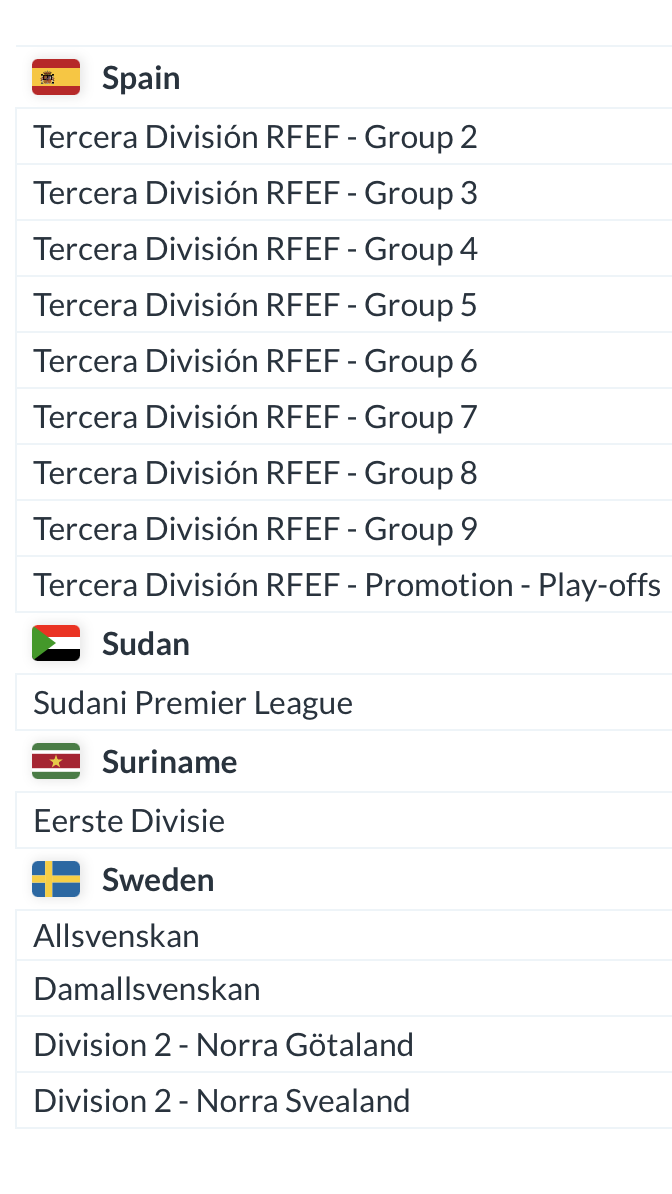 Spain
Tercera División RFEF - Group 2
Tercera División RFEF - Group 3
Tercera División RFEF - Group 4
Tercera División RFEF - Group 5
Tercera División RFEF - Group 6
Tercera División RFEF - Group 7
Tercera División RFEF - Group 8
Tercera División RFEF - Group 9
Tercera División RFEF - Promotion - Play-offs
Sudan
Sudani Premier League
Suriname
Eerste Divisie
Sweden
Allsvenskan
Damallsvenskan
Division 2 - Norra Götaland
Division 2 - Norra Svealand